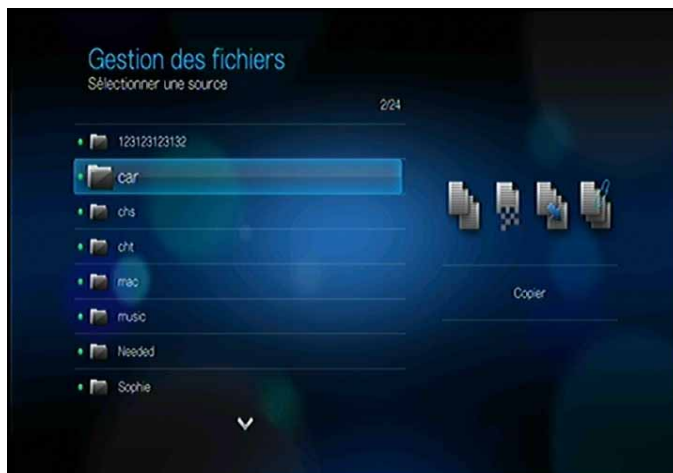 Gestion des fichiers
Sélectionner une source
2/24
123123123132
car
chs
cht
mac
music
Needed
Sophie
Copier